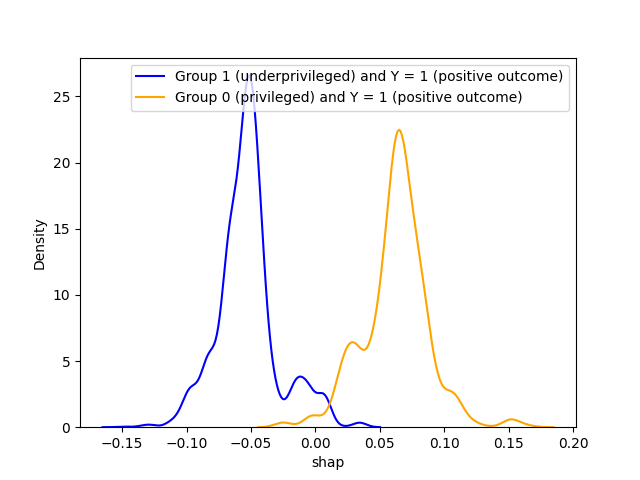 Group 1 (underprivileged) and Y = 1 (positive outcome)
Group 0 (privileged) and Y = 1 (positive outcome)
25
20
15
10
5
0
Density
−0.15 −0.10 −0.05 0.00 0.05 0.10 0.15 0.20
shap